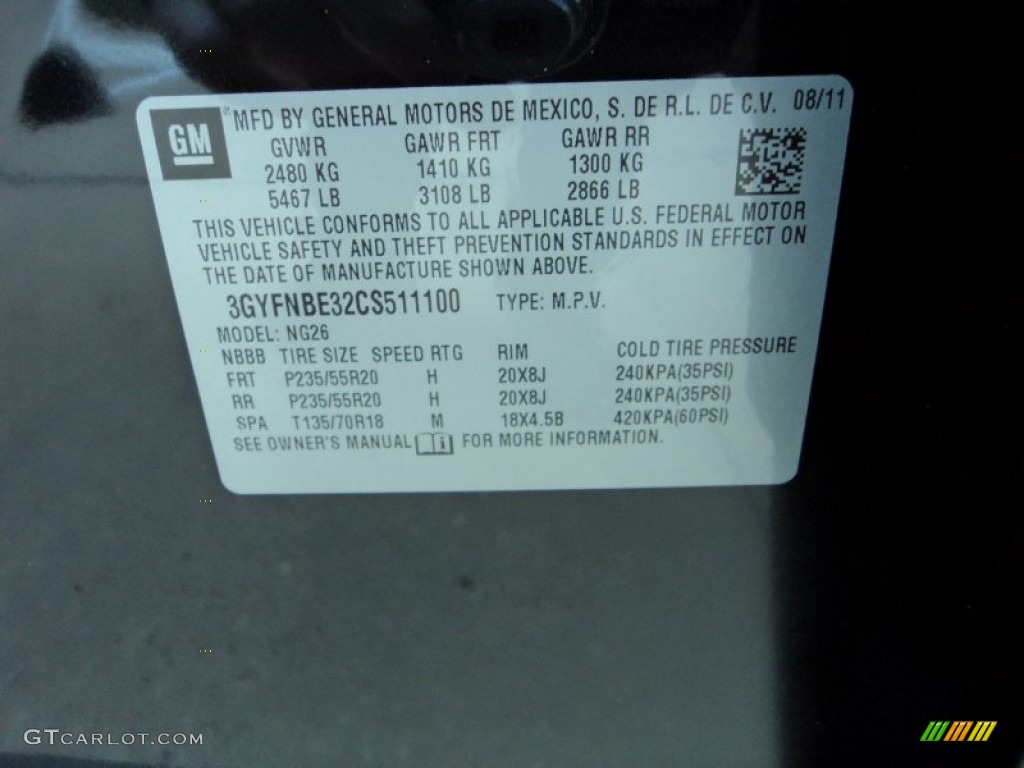 GM ® MFD BY GENERAL MOTORS DE MEXICO, S. DE R.L. DE C.V. 08/11
GVWR GAWR FRT GAWR RR
2480 KG 1410 KG 1300 KG
5467 LB 3108 LB 2866 LB
THIS VEHICLE CONFORMS TO ALL APPLICABLE U.S. FEDERAL MOTOR
VEHICLE SAFETY AND THEFT PREVENTION STANDARDS IN EFFECT ON
THE DATE OF MANUFACTURE SHOWN ABOVE.
3GYFNBE32CS511100 TYPE: M.P.V.
MODEL: NG26
NBBB TIRE SIZE SPEED RTG RIM COLD TIRE PRESSURE
FRT P235/55R20 H 20X8J 240KPA(35PSI)
RR P235/55R20 H 20X8J 240KPA(35PSI)
SPA T135/70R18 M 18X4.5B 420KPA(60PSI)
SEE OWNER'S MANUAL i FOR MORE INFORMATION.
GTCARLOT.COM